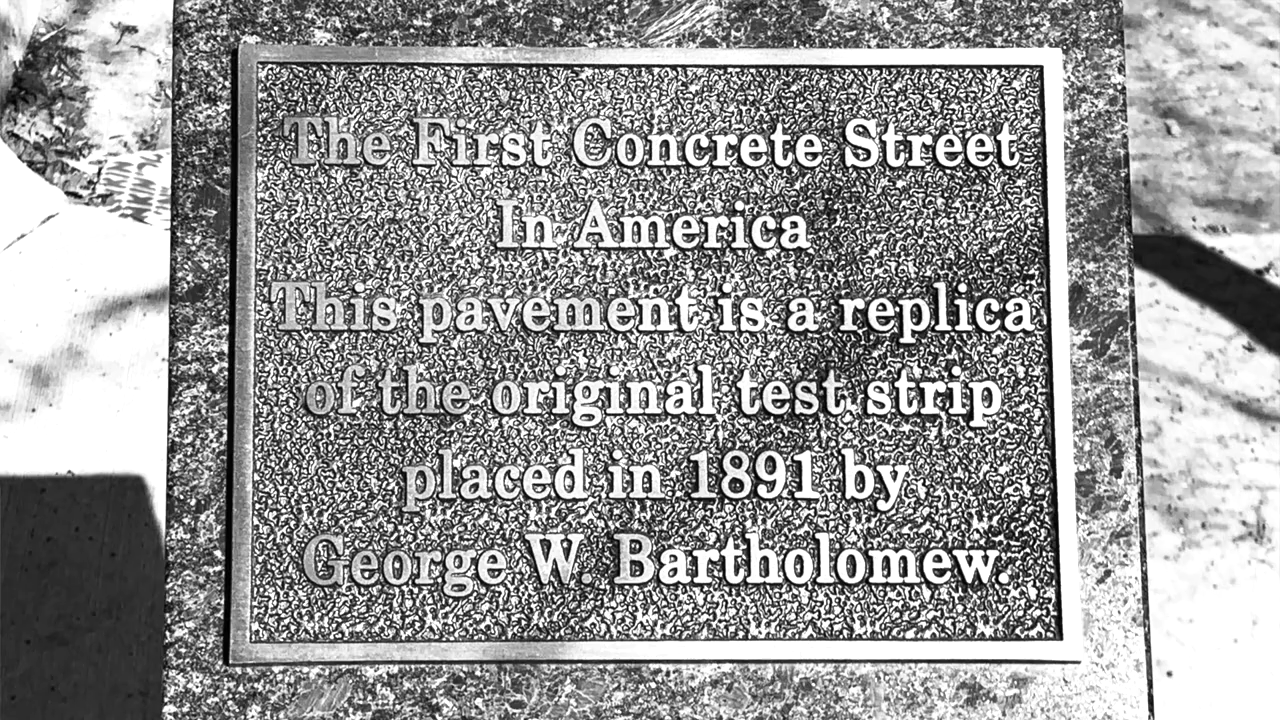 The First Concrete Street
In America
This pavement is a replica
of the original test strip
placed in 1891 by
George W. Bartholomew.